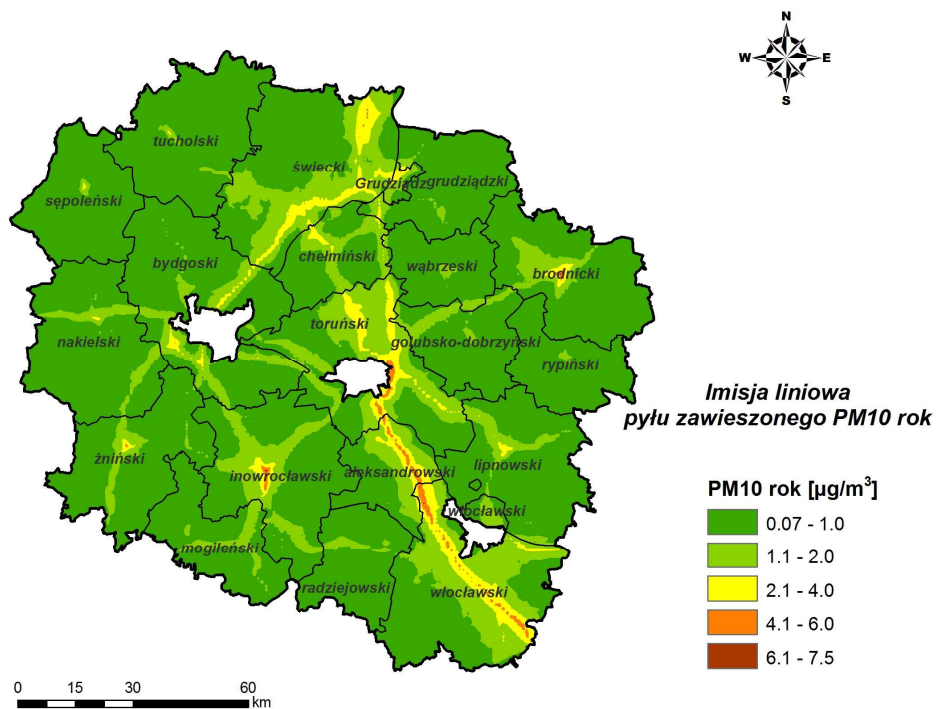 N
W E
S
tucholski
świecki
Grudziądz
grudziądzki
sępoleński
bydgoski
chełmiński
wąbrzeski
brodnicki
toruński
nakielski
golubsko-dobrzyński
rypiński
Imisja liniowa
pyłu zawieszonego PM10 rok
żniński
inowrocławski
aleksandrowski
lipnowski
włocławski
mogileński
radziejowski
włocławski
PM10 rok [µg/m³]
0.07 - 1.0
1.1 - 2.0
2.1 - 4.0
4.1 - 6.0
6.1 - 7.5
0 15 30 60
km